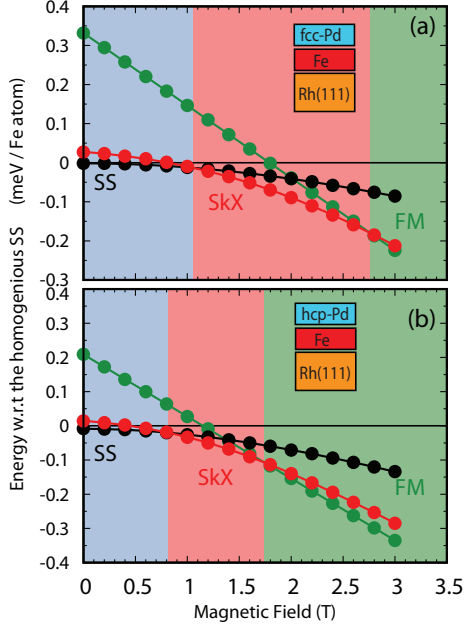 Energy w.r.t the homogenious SS (meV / Fe atom)
0.4
0.3
0.2
0.1
0
-0.1
-0.2
-0.3
(a)
fcc-Pd
Fe
Rh(111)
SS
SkX
FM
0.4
0.3
0.2
0.1
0
-0.1
-0.2
-0.3
-0.4
(b)
hcp-Pd
Fe
Rh(111)
SS
SkX
FM
0 0.5 1.0 1.5 2.0 2.5 3.0
Magnetic Field (T)